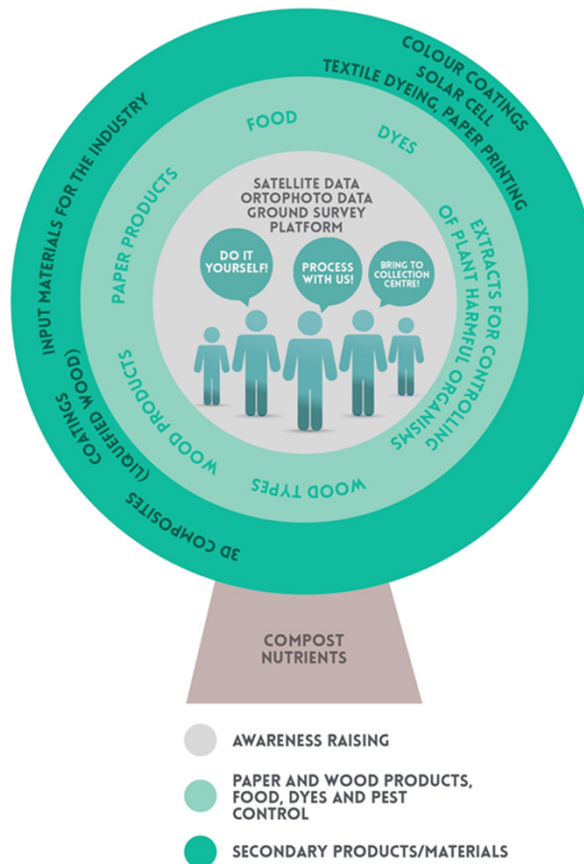 COLOUR COATINGS
SOLAR CELL
TEXTILE DYEING, PAPER PRINTING
INPUT MATERIALS FOR THE INDUSTRY
COATINGS
(LIQUEFIED WOOD)
3D COMPOSITES
FOOD
DYES
PAPER PRODUCTS
EXTRACTS FOR CONTROLLING
OF PLANT HARMFUL ORGANISMS
WOOD PRODUCTS
WOOD TYPES
SATELLITE DATA
ORTOPHOTO DATA
GROUND SURVEY
PLATFORM
DO IT
YOURSELF!
PROCESS
WITH US!
BRING TO
COLLECTION
CENTRE!
COMPOST
NUTRIENTS
AWARENESS RAISING
PAPER AND WOOD PRODUCTS,
FOOD, DYES AND PEST
CONTROL
SECONDARY PRODUCTS/MATERIALS